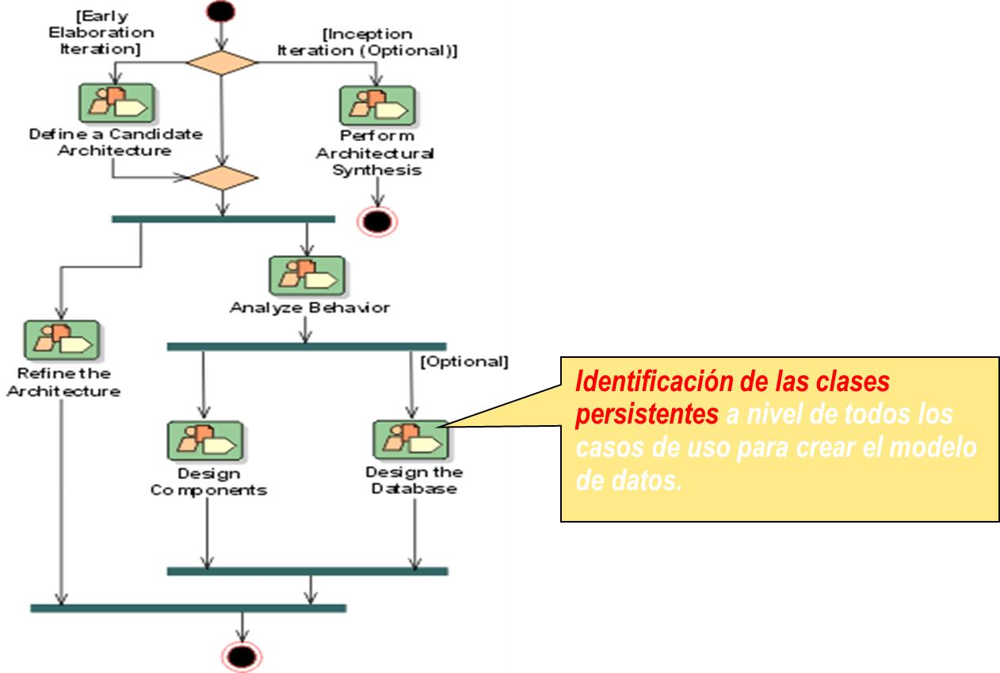 [Early
Elaboration
Iteration]
[Inception
Iteration (Optional)]
Define a Candidate
Architecture
Perform
Architectural
Synthesis
Analyze Behavior
Refine the
Architecture
[Optional]
Identificación de las clases
persistentes a nivel de todos los
casos de uso para crear el modelo
de datos.
Design
Components
Design the
Database